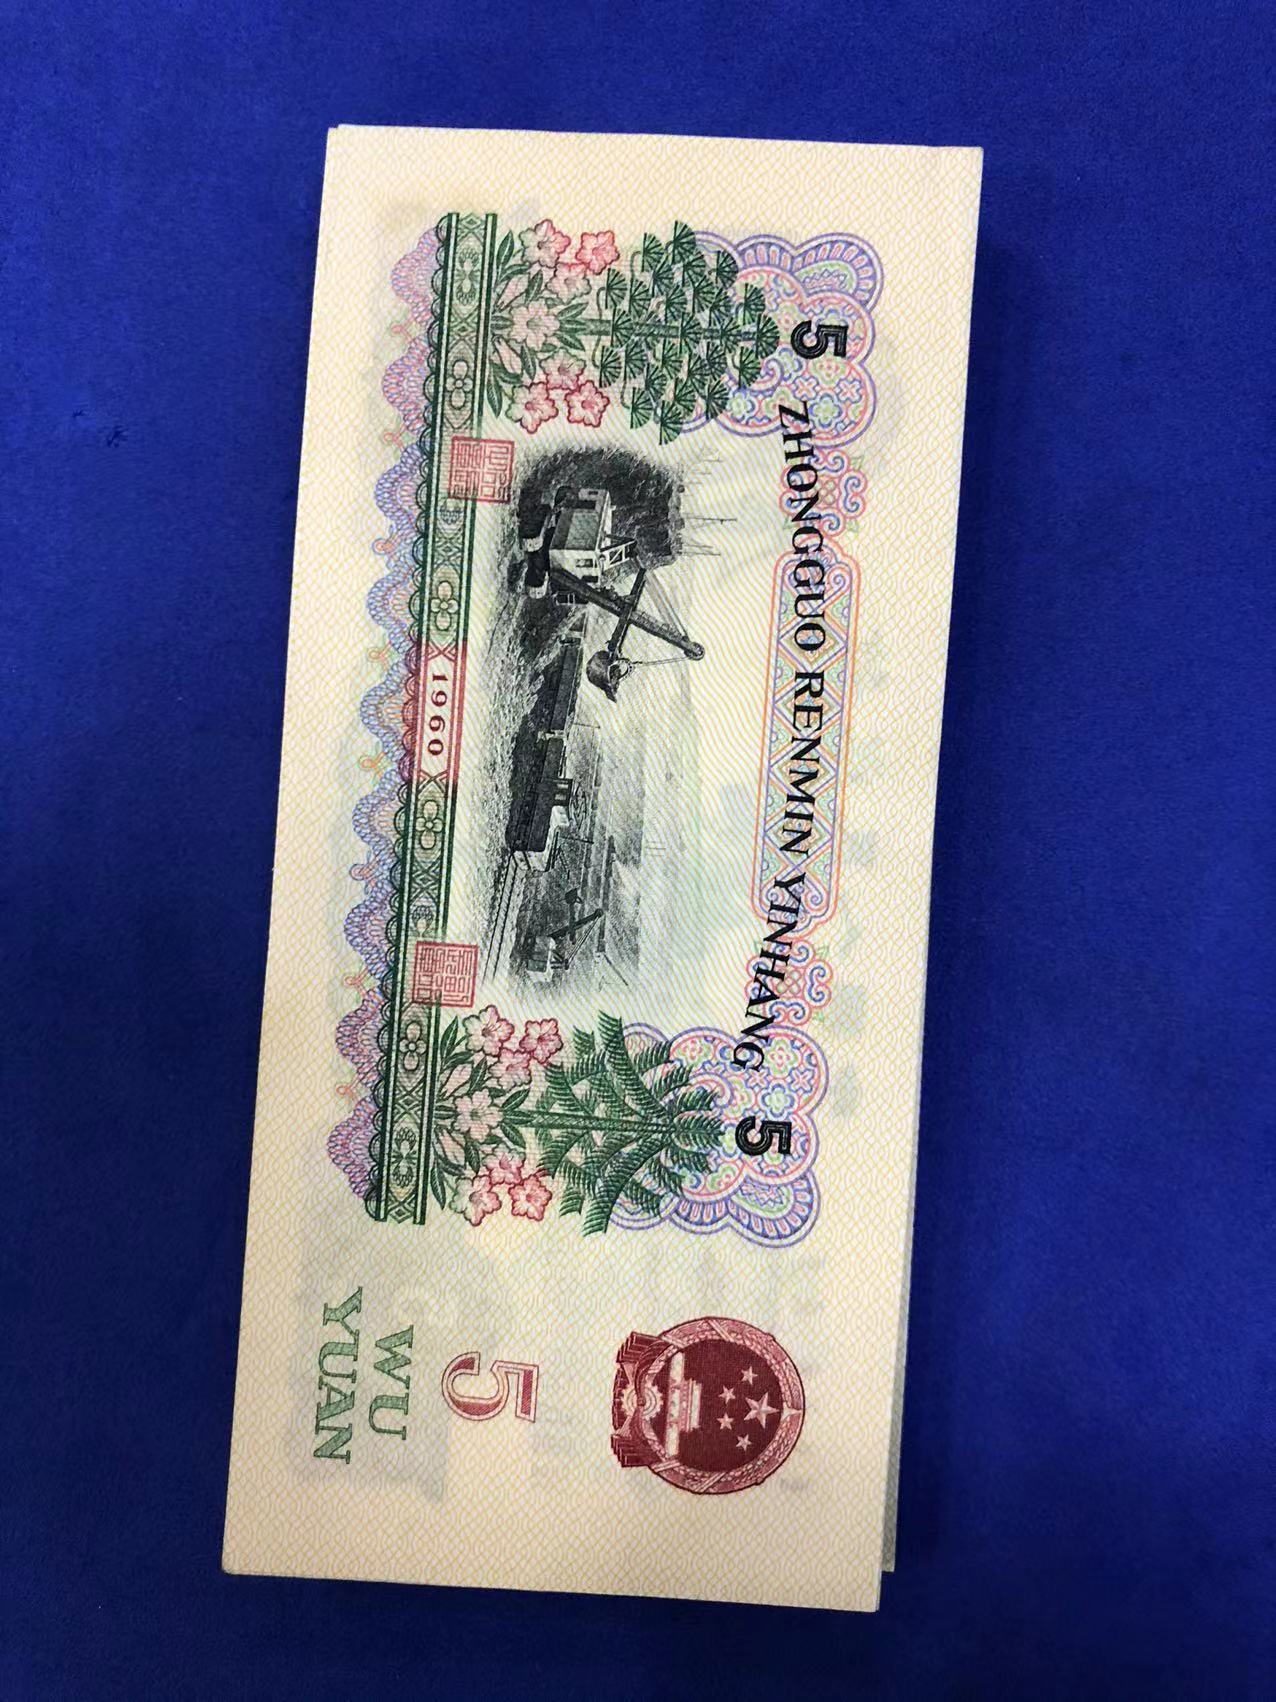 5 ZHONGGUO RENMIN YINHANG 5
1960
5
WU
YUAN